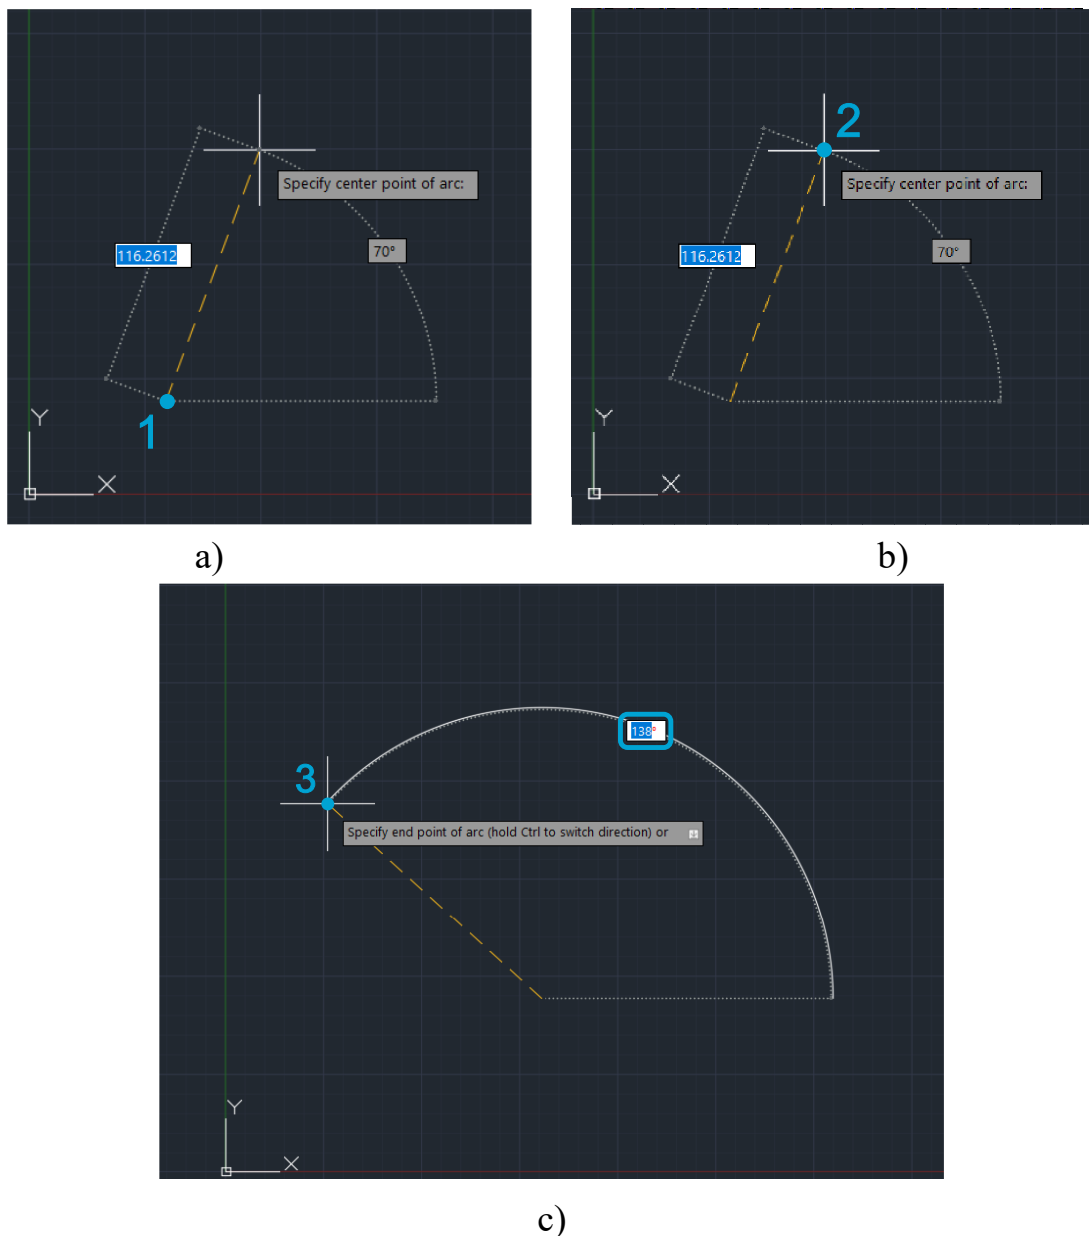 2
Specify center point of arc:
Specify center point of arc:
116.2612
70°
116.2612
70°
Y
1
X
Y
X
a)
b)
138°
3
Specify end point of arc (hold Ctrl to switch direction) or
Y
X
c)